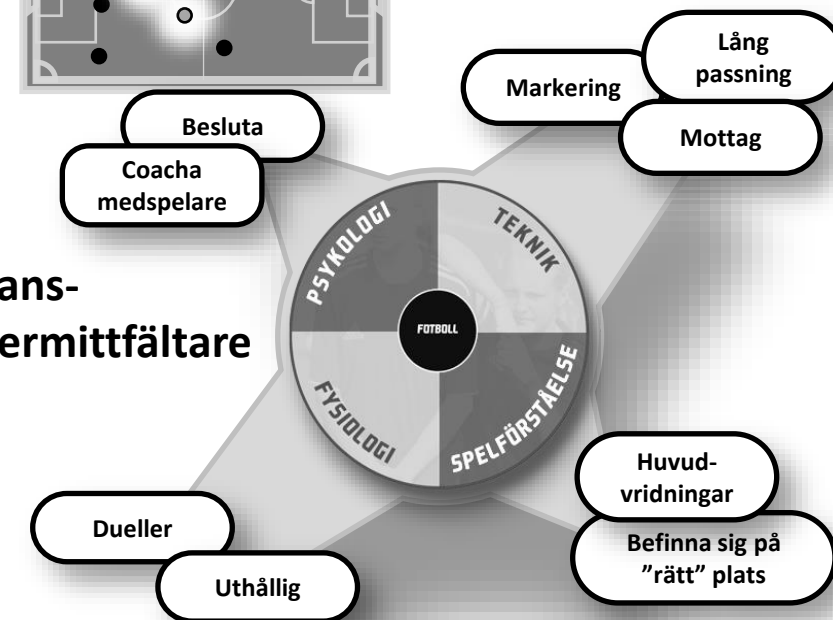 Lång
passning
Markering
Mottag
Besluta
Coacha
medspelare
PSYKOLOGI
TEKNIK
ans-
ermittfältare
FOTBOLL
FYSIOLOGI
SPELFÖRSTÅELSE
Huvud-
vridningar
Dueller
Befinna sig på
”rätt” plats
Uthållig